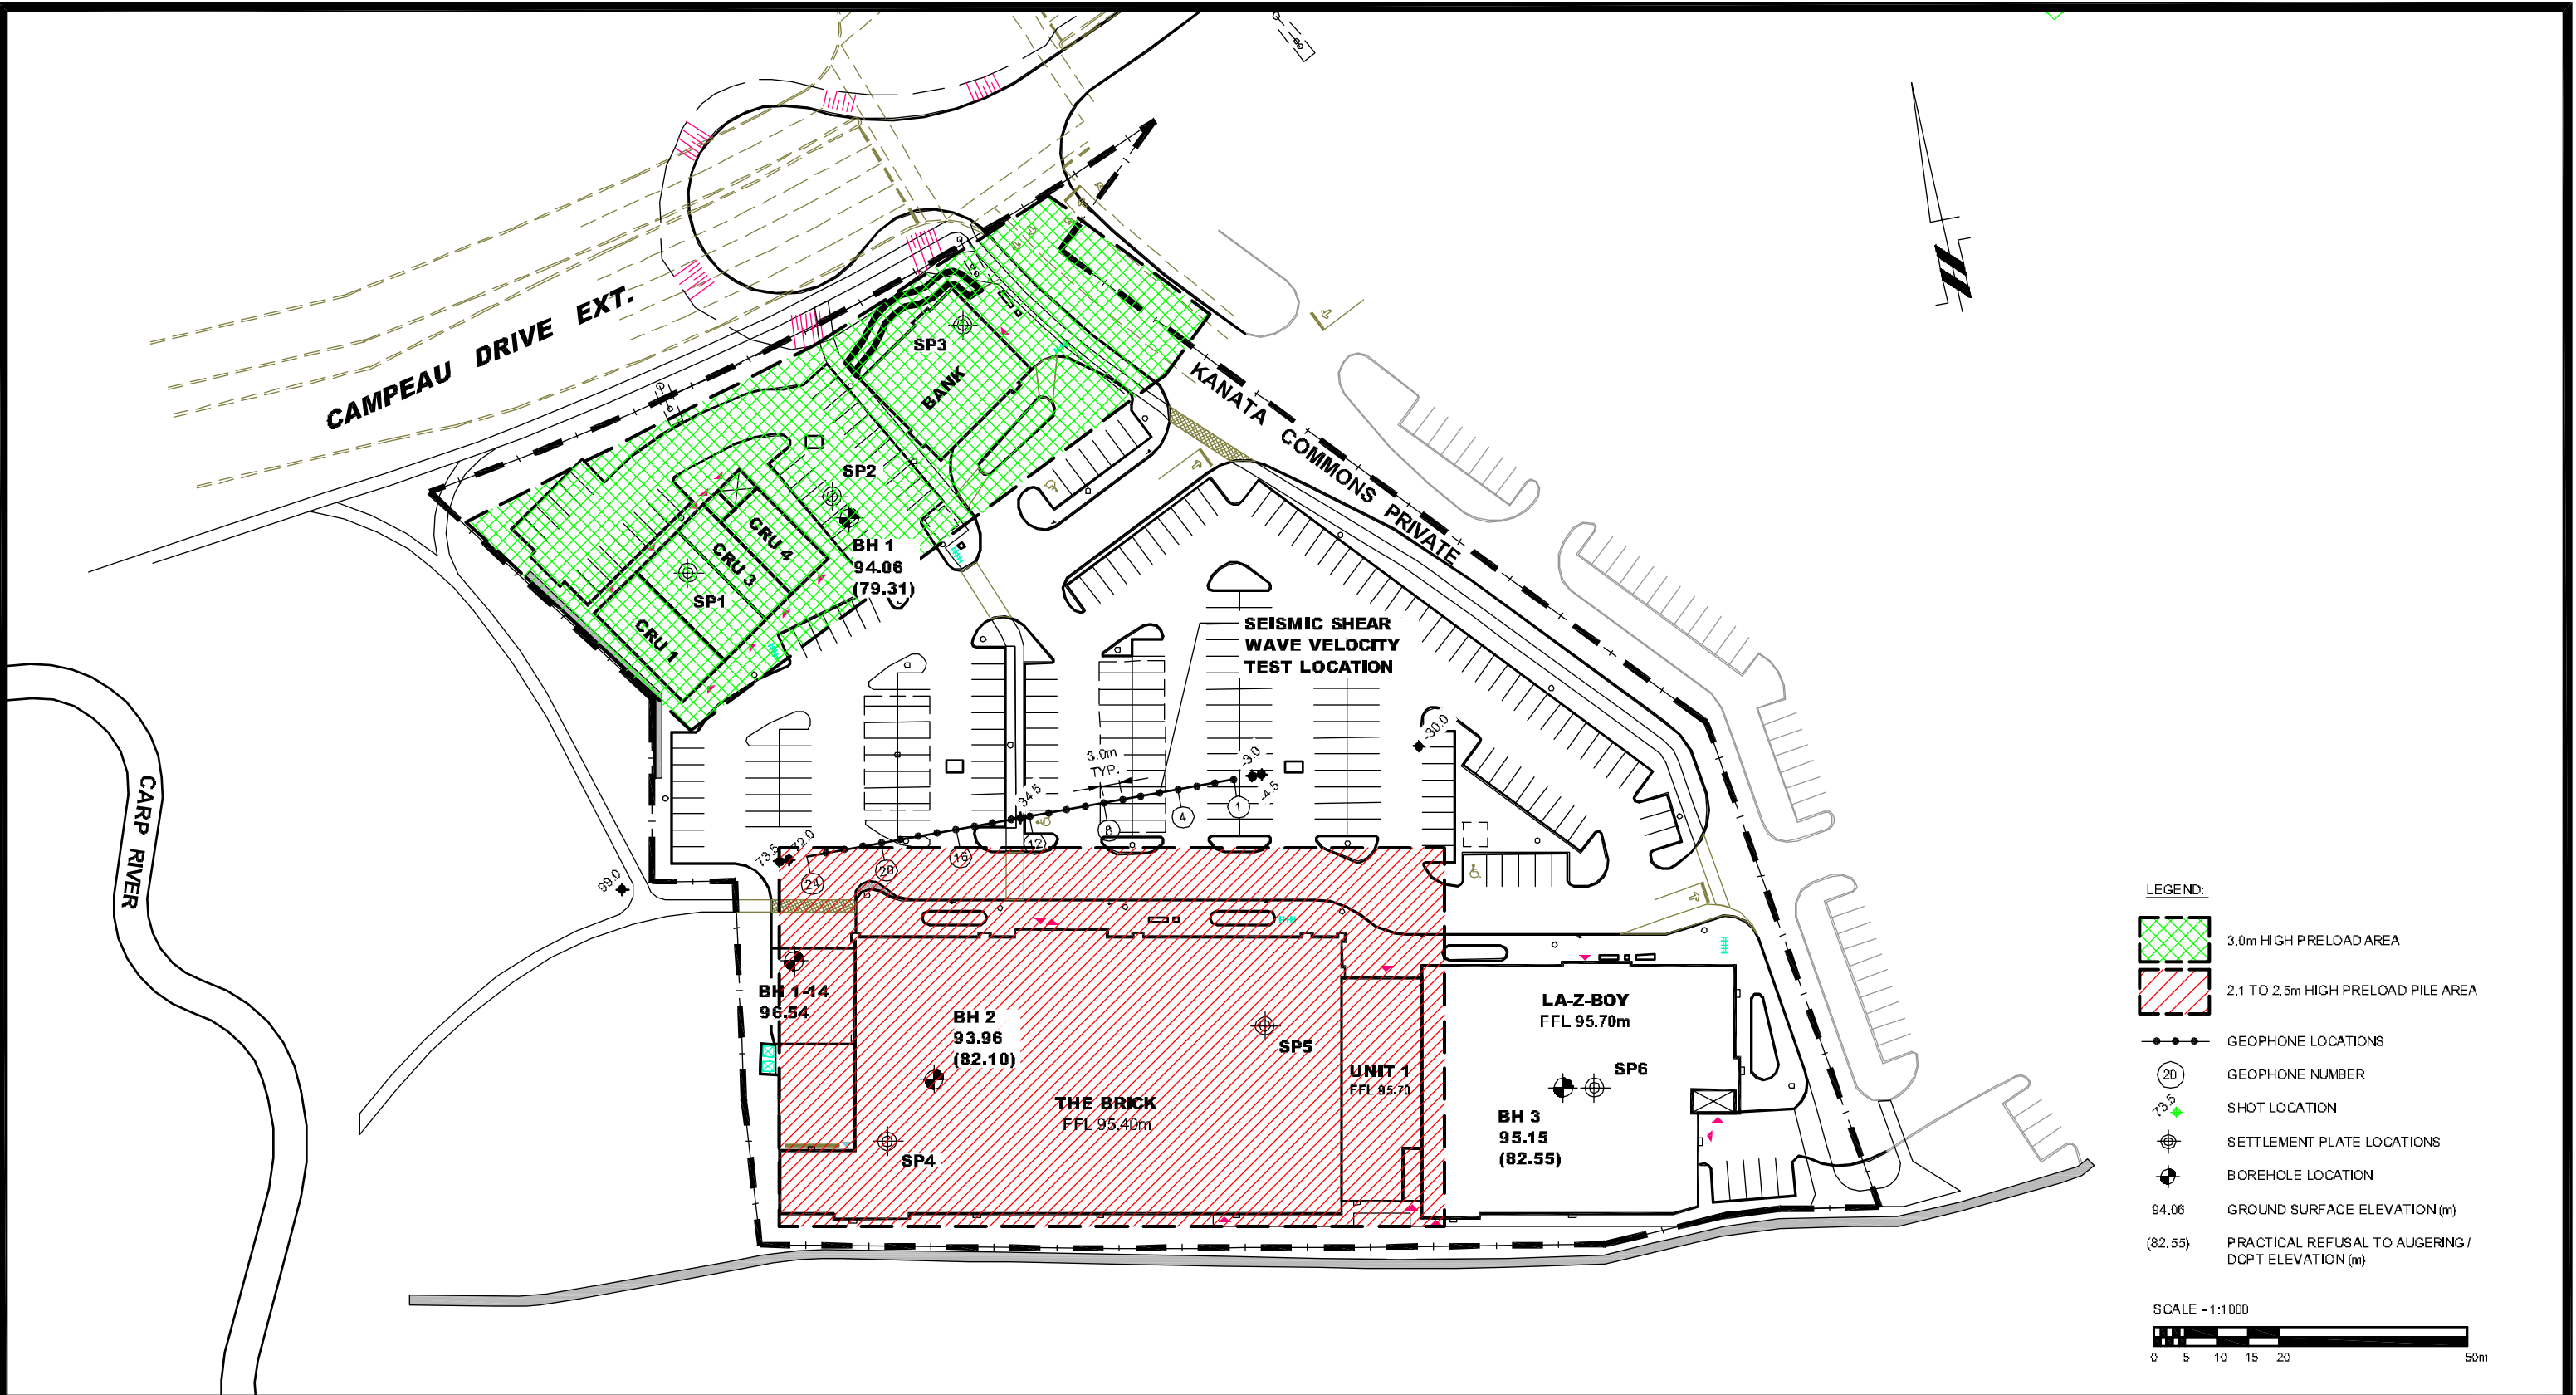 CAMPEAU DRIVE EXT.
SP3
BANK
KANATA COMMONS PRIVATE
SP2
CRU 4
CRU 3
BH 1
94.06
(79.31)
SP1
CRU 1
SEISMIC SHEAR
WAVE VELOCITY
TEST LOCATION
-30.0
3.0m
TYP.
-3.0
-4.5
34.5
1
4
8
12
16
20
24
73.5
72.0
99.0
CARP RIVER
BH 1-14
96.54
BH 2
93.96
(82.10)
SP5
SP4
THE BRICK
FFL 95.40m
UNIT 1
FFL 95.70
LA-Z-BOY
FFL 95.70m
SP6
BH 3
95.15
(82.55)
LEGEND:
3.0m HIGH PRELOAD AREA
2.1 TO 2.5m HIGH PRELOAD PILE AREA
GEOPHONE LOCATIONS
20 GEOPHONE NUMBER
73.5 SHOT LOCATION
SETTLEMENT PLATE LOCATIONS
BOREHOLE LOCATION
94.06 GROUND SURFACE ELEVATION (m)
(82.55) PRACTICAL REFUSAL TO AUGERING /
DCPT ELEVATION (m)
SCALE - 1:1000
0 5 10 15 20 50m